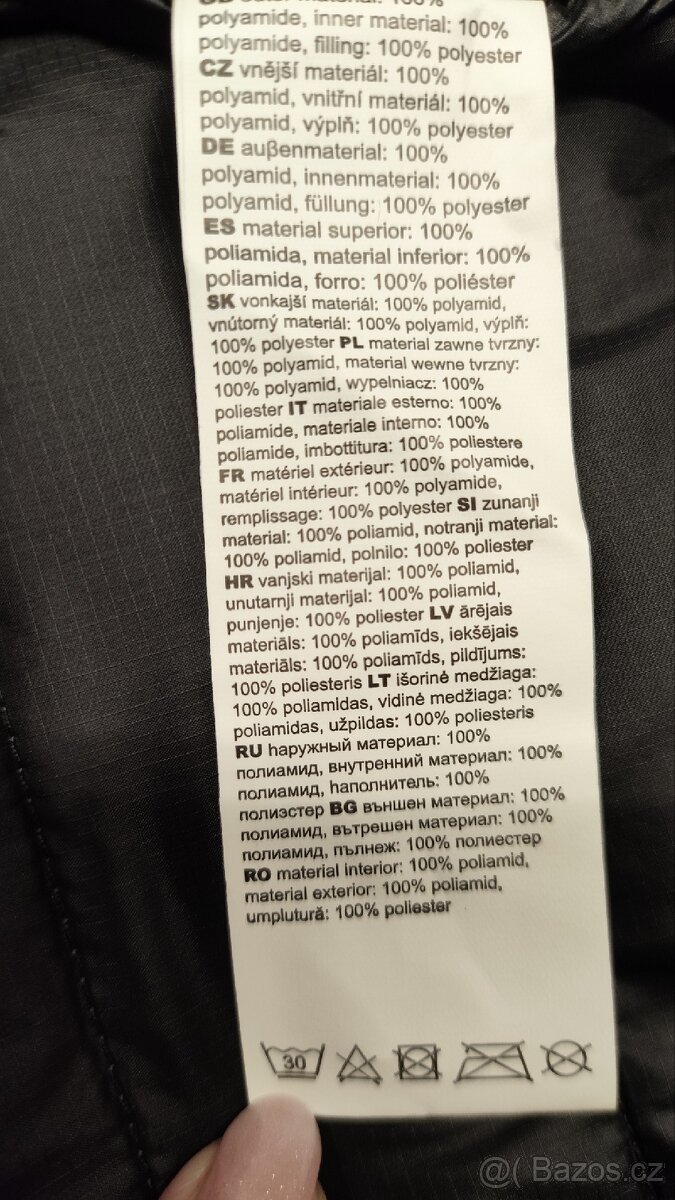 polyamide, inner material: 100%
polyamide, filling: 100% polyester
CZ vnější materiál: 100%
polyamid, vnitřní materiál: 100%
polyamid, výplň: 100% polyester
DE auβenmaterial: 100%
polyamid, innenmaterial: 100%
polyamid, füllung: 100% polyester
ES material superior: 100%
poliamida, material inferior: 100%
poliamida, forro: 100% poliéster
SK vonkajší materiál: 100% polyamid,
vnútorný materiál: 100% polyamid, výplň:
100% polyester PL material zawne tvrzny:
100% polyamid, material wewne tvrzny:
100% polyamid, wypelniacz: 100%
poliester IT materiale esterno: 100%
poliamide, materiale interno: 100%
poliamide, imbottitura: 100% poliestere
FR matériel extérieur: 100% polyamide,
matériel intérieur: 100% polyamide,
remplissage: 100% polyester SI zunanji
material: 100% poliamid, notranji material:
100% poliamid, polnilo: 100% poliester
HR vanjski materijal: 100% poliamid,
unutarnji materijal: 100% poliamid,
punjenje: 100% poliester LV ārējais
materiāls: 100% poliamīds, iekšējais
materiāls: 100% poliamīds, pildījums:
100% poliesteris LT išorinė medžiaga:
100% poliamidas, vidinė medžiaga: 100%
poliamidas, užpildas: 100% poliesteris
RU hаружный материал: 100%
полиамид, внутренний материал: 100%
полиамид, hаполнитель: 100%
полиэстер BG външен материал: 100%
полиамид, вътрешен материал: 100%
полиамид, пълнеж: 100% полиестер
RO material interior: 100% poliamid,
material exterior: 100% poliamid,
umplutură: 100% poliester
30
@( Bazos.cz